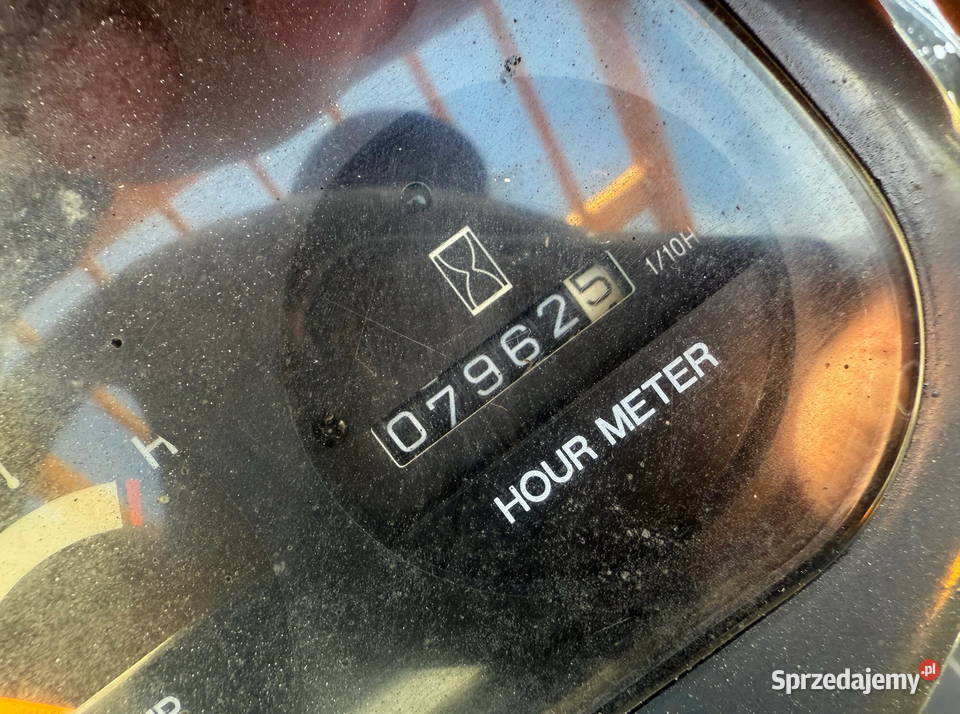 1/10H
079625
HOUR METER
H
Sprzedajemy.pl